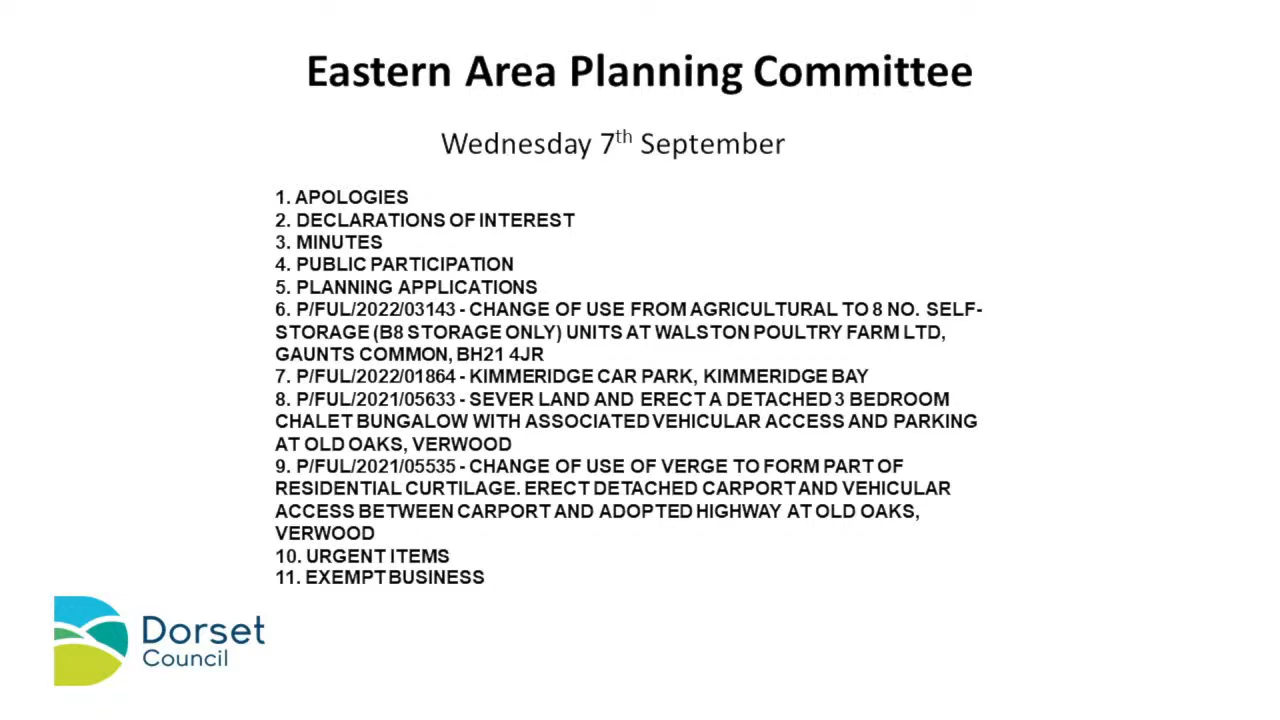 Eastern Area Planning Committee
Wednesday 7th September
1. APOLOGIES
2. DECLARATIONS OF INTEREST
3. MINUTES
4. PUBLIC PARTICIPATION
5. PLANNING APPLICATIONS
6. P/FUL/2022/03143 - CHANGE OF USE FROM AGRICULTURAL TO 8 NO. SELF-
STORAGE (B8 STORAGE ONLY) UNITS AT WALSTON POULTRY FARM LTD,
GAUNTS COMMON, BH21 4JR
7. P/FUL/2022/01864 - KIMMERIDGE CAR PARK, KIMMERIDGE BAY
8. P/FUL/2021/05633 - SEVER LAND AND ERECT A DETACHED 3 BEDROOM
CHALET BUNGALOW WITH ASSOCIATED VEHICULAR ACCESS AND PARKING
AT OLD OAKS, VERWOOD
9. P/FUL/2021/05535 - CHANGE OF USE OF VERGE TO FORM PART OF
RESIDENTIAL CURTILAGE. ERECT DETACHED CARPORT AND VEHICULAR
ACCESS BETWEEN CARPORT AND ADOPTED HIGHWAY AT OLD OAKS,
VERWOOD
10. URGENT ITEMS
11. EXEMPT BUSINESS
Dorset
Council